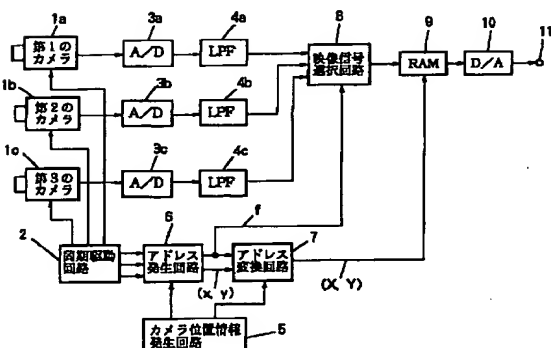 1a
第1の
カメラ
3a
A/D
4a
LPF
8
映像信号
選択回路
9
RAM
10
D/A
11
1b
第2の
カメラ
3b
A/D
4b
LPF
1c
第3の
カメラ
3c
A/D
4c
LPF
2
同期駆動
回路
6
アドレス
発生回路
f
7
アドレス
変換回路
(x, y)
(X, Y)
カメラ位置情報
発生回路
5